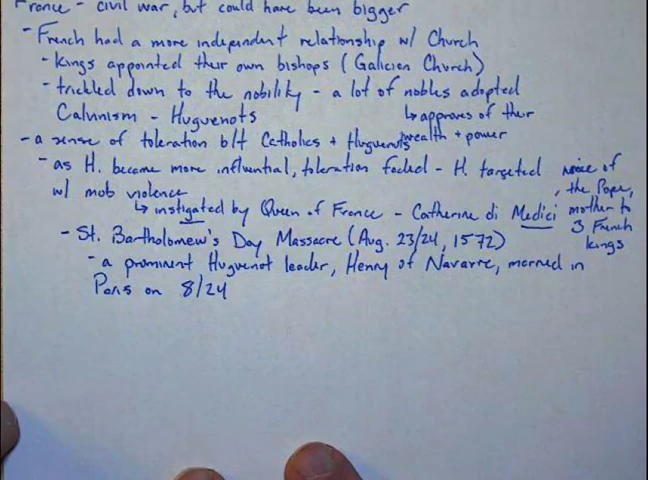 France - civil war, but could have been bigger
- French had a more independent relationship w/ Church
- Kings appointed their own bishops (Galicien Church)
- trickled down to the nobility - a lot of nobles adopted
Calvinism - Huguenots ↳ approves of their
wealth + power
- a sense of toleration b/t Catholics + Huguenots
- as H. became more influential, toleration faded - H. targeted
w/ mob violence
↳ instigated by Queen of France - Catherine di Medici
niece of
the Pope,
mother to
3 French
kings
- St. Bartholomew's Day Massacre (Aug. 23/24, 1572)
- a prominent Huguenot leader, Henry of Navarre, married in
Paris on 8/24